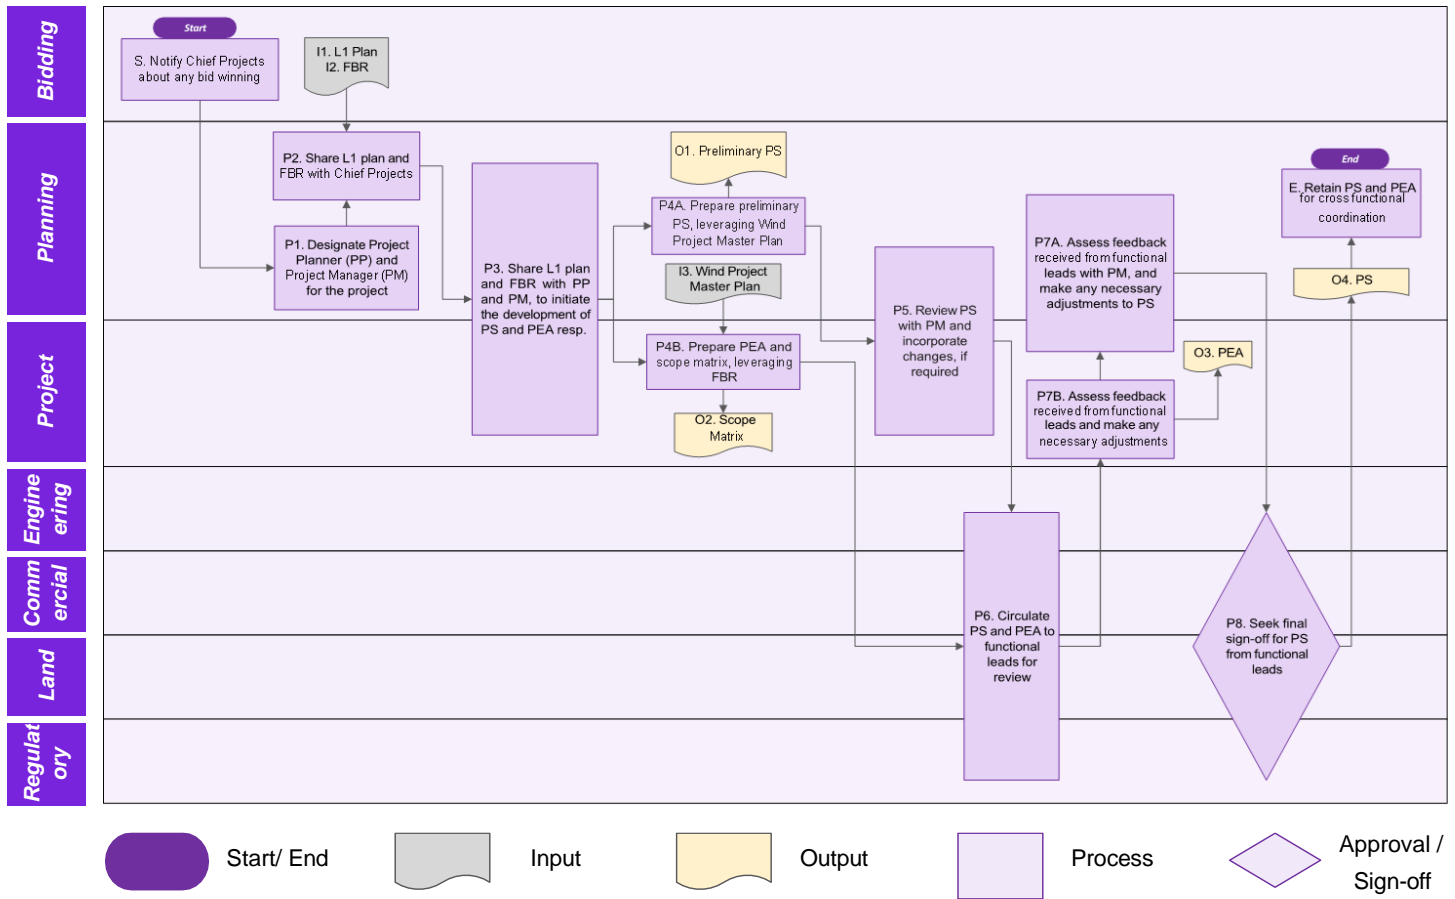 Bidding
Start
S. Notify Chief Projects
about any bid winning
I1. L1 Plan
I2. FBR
Planning
P2. Share L1 plan and
FBR with Chief Projects
P1. Designate Project
Planner (PP) and
Project Manager (PM)
for the project
P3. Share L1 plan
and FBR with PP
and PM, to initiate
the development of
PS and PEA resp.
O1. Preliminary PS
P4A. Prepare preliminary
PS, leveraging Wind
Project Master Plan
I3. Wind Project
Master Plan
P5. Review PS
with PM and
incorporate
changes, if
required
P7A. Assess feedback
received from functional
leads with PM, and
make any necessary
adjustments to PS
End
E. Retain PS and PEA
for cross functional
coordination
O4. PS
Project
P4B. Prepare PEA and
scope matrix, leveraging
FBR
O2. Scope
Matrix
P7B. Assess feedback
received from functional
leads and make any
necessary adjustments
O3. PEA
Engine
ering
Comm
ercial
Land
Regulat
ory
P6. Circulate
PS and PEA to
functional
leads for
review
P8. Seek final
sign-off for PS
from functional
leads
Start/ End
Input
Output
Process
Approval /
Sign-off